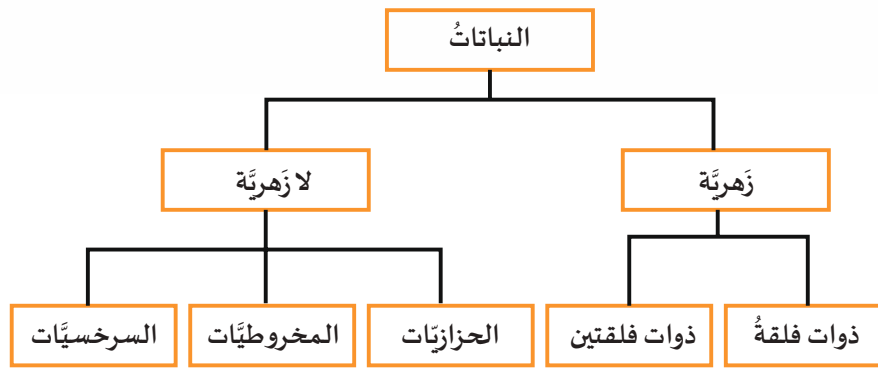 النباتاتُ
زَهريَّة
لا زَهريَّة
ذوات فلقةُ
ذوات فلقتين
الحزازيّات
المخروطيَّات
السرخسيَّات